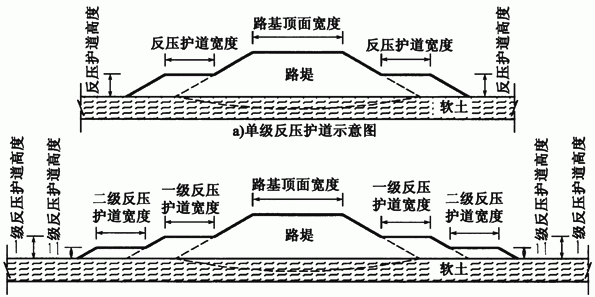 反压护道高度
反压护道宽度
路基顶面宽度
反压护道宽度
反压护道高度
路堤
软土
a)单级反压护道示意图
一级反压护道高度
二级反压护道高度
二级反压
护道宽度
一级反压
护道宽度
路基顶面宽度
一级反压
护道宽度
二级反压
护道宽度
二级反压护道高度
一级反压护道高度
路堤
软土